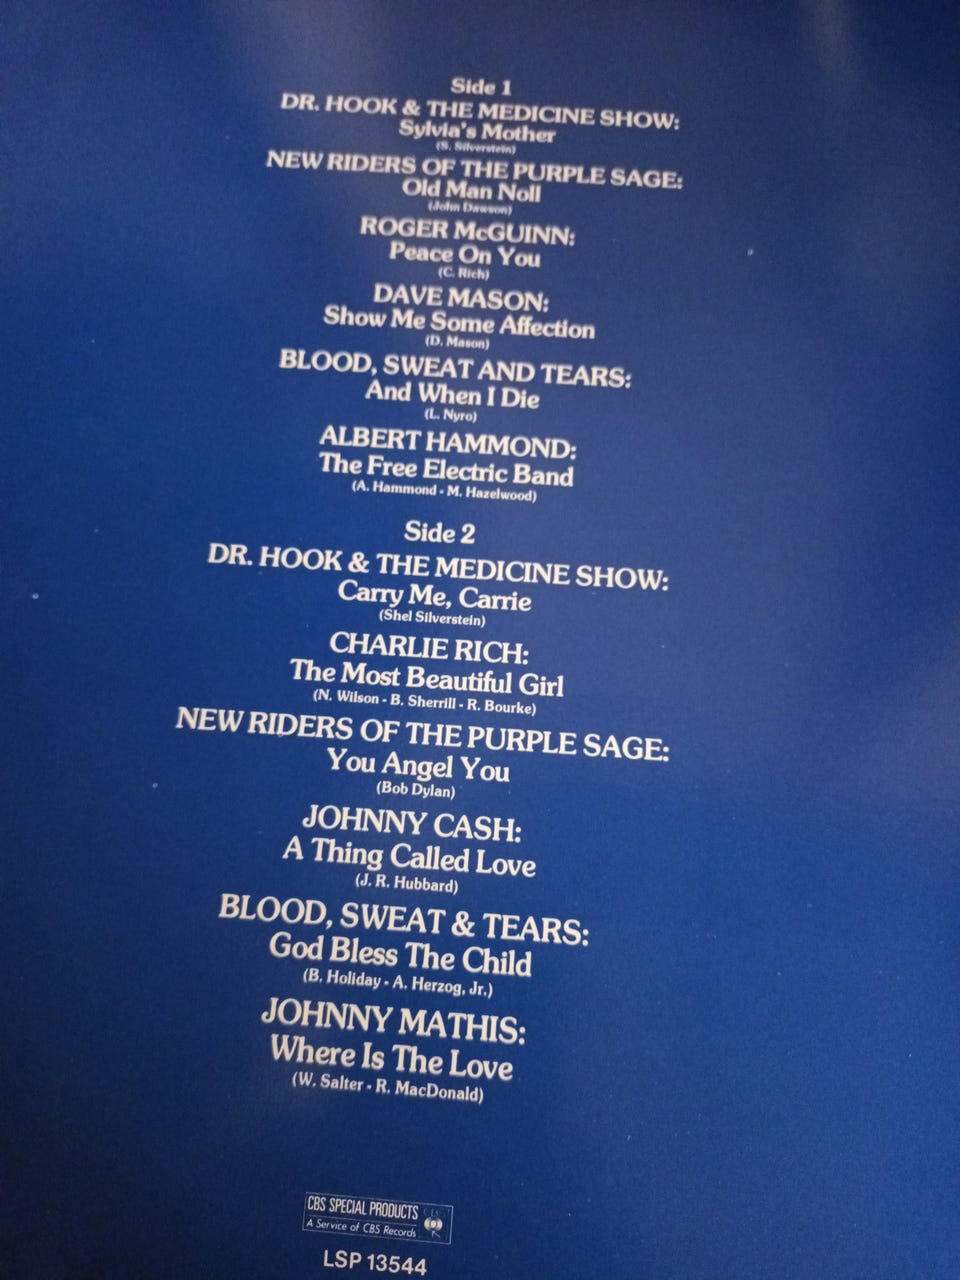 Side 1
DR. HOOK & THE MEDICINE SHOW:
Sylvia's Mother
(S. Silverstein)
NEW RIDERS OF THE PURPLE SAGE:
Old Man Noll
(John Dawson)
ROGER McGUINN:
Peace On You
(C. Rich)
DAVE MASON:
Show Me Some Affection
(D. Mason)
BLOOD, SWEAT AND TEARS:
And When I Die
(L. Nyro)
ALBERT HAMMOND:
The Free Electric Band
(A. Hammond - M. Hazelwood)
Side 2
DR. HOOK & THE MEDICINE SHOW:
Carry Me, Carrie
(Shel Silverstein)
CHARLIE RICH:
The Most Beautiful Girl
(N. Wilson - B. Sherrill - R. Bourke)
NEW RIDERS OF THE PURPLE SAGE:
You Angel You
(Bob Dylan)
JOHNNY CASH:
A Thing Called Love
(J. R. Hubbard)
BLOOD, SWEAT & TEARS:
God Bless The Child
(B. Holiday - A. Herzog, Jr.)
JOHNNY MATHIS:
Where Is The Love
(W. Salter - R. MacDonald)
CBS SPECIAL PRODUCTS CBS
A Service of CBS Records
LSP 13544